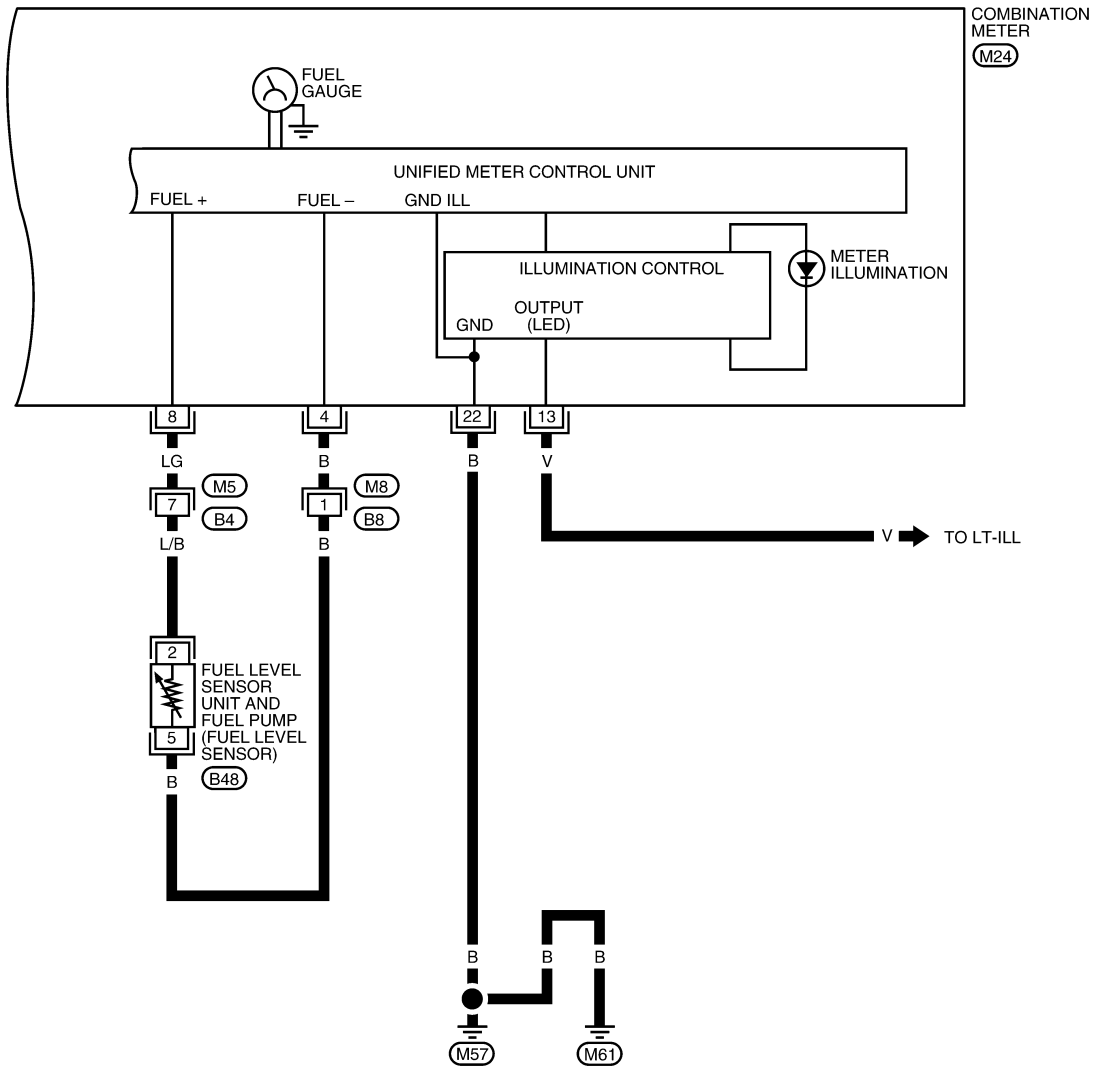 COMBINATION
METER
M24
FUEL
GAUGE
UNIFIED METER CONTROL UNIT
FUEL +
FUEL –
GND ILL
ILLUMINATION CONTROL
METER
ILLUMINATION
OUTPUT
(LED)
GND
8
4
22
13
LG
B
B
V
M5
M8
7
1
B4
B8
L/B
B
V
TO LT-ILL
2
FUEL LEVEL
SENSOR
UNIT AND
FUEL PUMP
(FUEL LEVEL
SENSOR)
5
B
B48
B
B
B
M57
M61